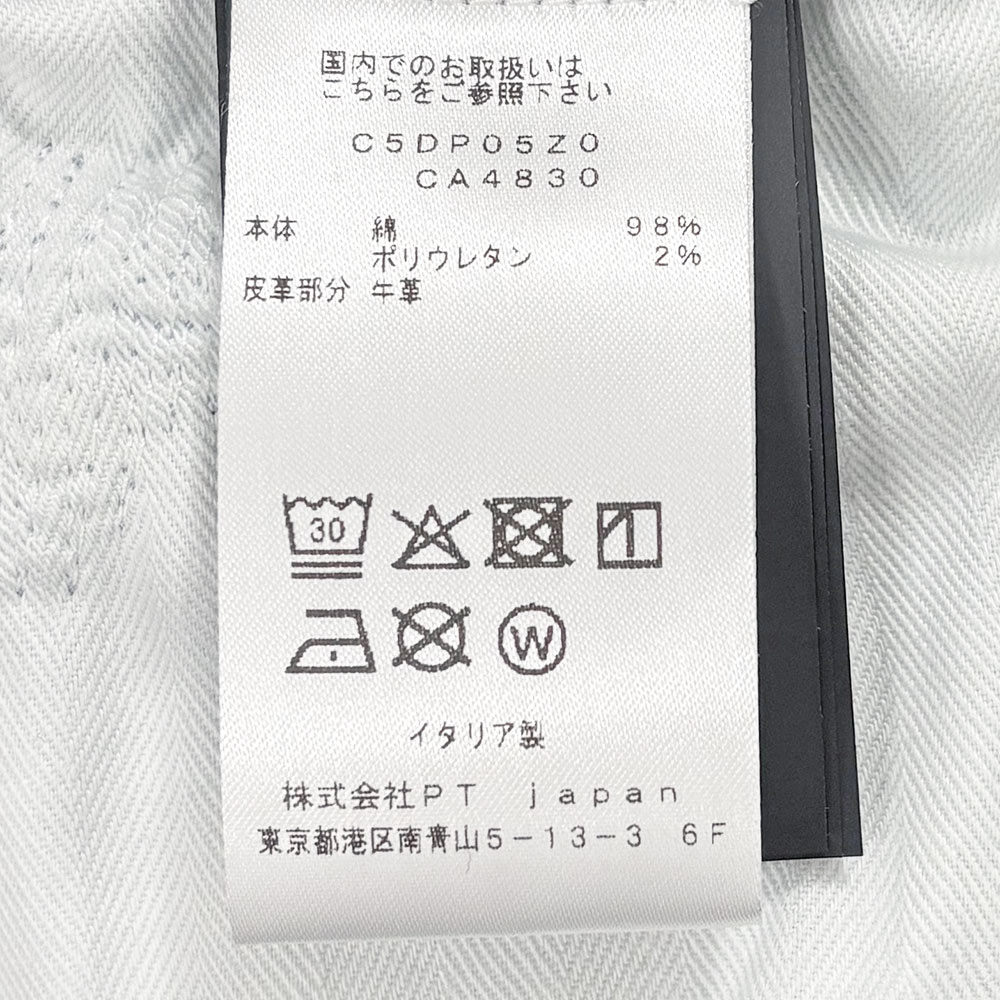 国内でのお取扱いは
こちらをご参照下さい
C5DP05Z0
CA4830
本体 綿 98%
ポリウレタン 2%
皮革部分 牛革
30
W
イタリア製
株式会社PT japan
東京都港区南青山5-13-3 6F